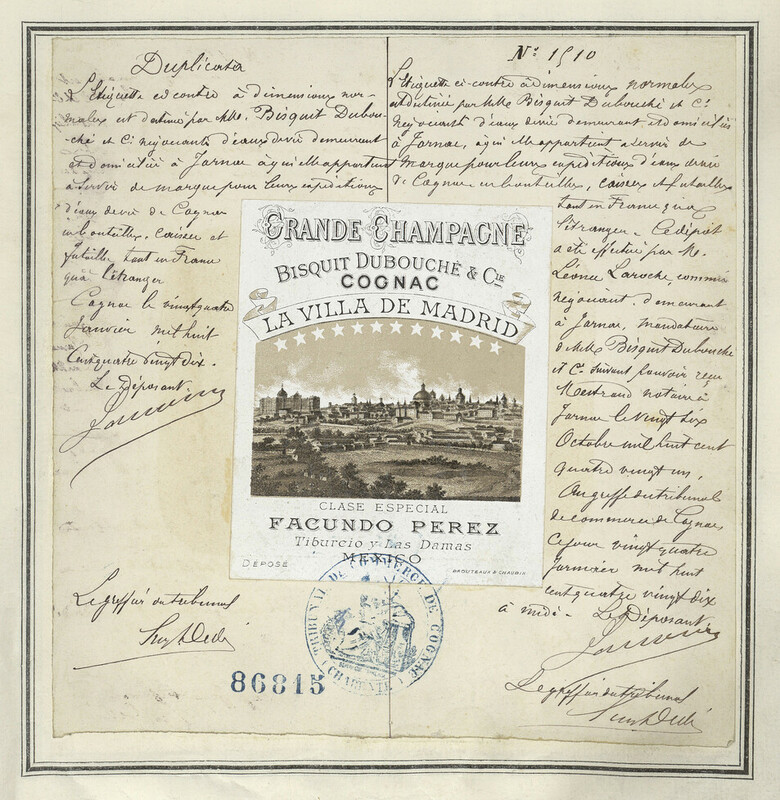 Duplicata
L'Etiquette ci contre à dimensions nor-
males est destinée par MM. Bisquit Dubou-
ché et Cie négociants d'eaux de vie demeurant
et domiciliés à Jarnac à qui elle appartient
à servir de marque pour leurs expéditions
d'eaux de vie de Cognac
en bouteilles, caisses et
futailles tant en France
qu'à l'étranger
Cognac le vingt quatre
Janvier mil huit
cent quatre vingt dix.
Le Déposant
Le greffier du tribunal
86815
No 1510
L'étiquette ci-contre à dimensions normales
est destinée par MM. Bisquit Dubouché et Cie
négociants d'eaux de vie demeurant et domiciliés
à Jarnac, à qui elle appartient à servir de
marque pour leurs expéditions d'eaux de vie
de Cognac en bouteilles, caisses et futailles
tant en France qu'à
l'étranger. Ce dépôt
a été effectué par M.
Léonce Laroche, commis
négociant, demeurant
à Jarnac, mandataire
de MM. Bisquit Dubouché
et Cie. suivant pouvoir reçu
notaire à
Jarnac le vingt six
Octobre mil huit cent
quatre vingt un,
Au greffe du tribunal
de commerce de Cognac
ce jour vingt quatre
Janvier mil huit
cent quatre vingt dix
à midi. Le Déposant
Le greffier du tribunal
GRANDE CHAMPAGNE
BISQUIT DUBOUCHÉ & CIE
COGNAC
LA VILLA DE MADRID
CLASE ESPECIAL
FACUNDO PEREZ
Tiburcio y Las Damas
MEXICO
DÉPOSÉ
BROUTEAUX & CHAUVIN
TRIBUNAL DE COMMERCE DE COGNAC
(CHARENTE)